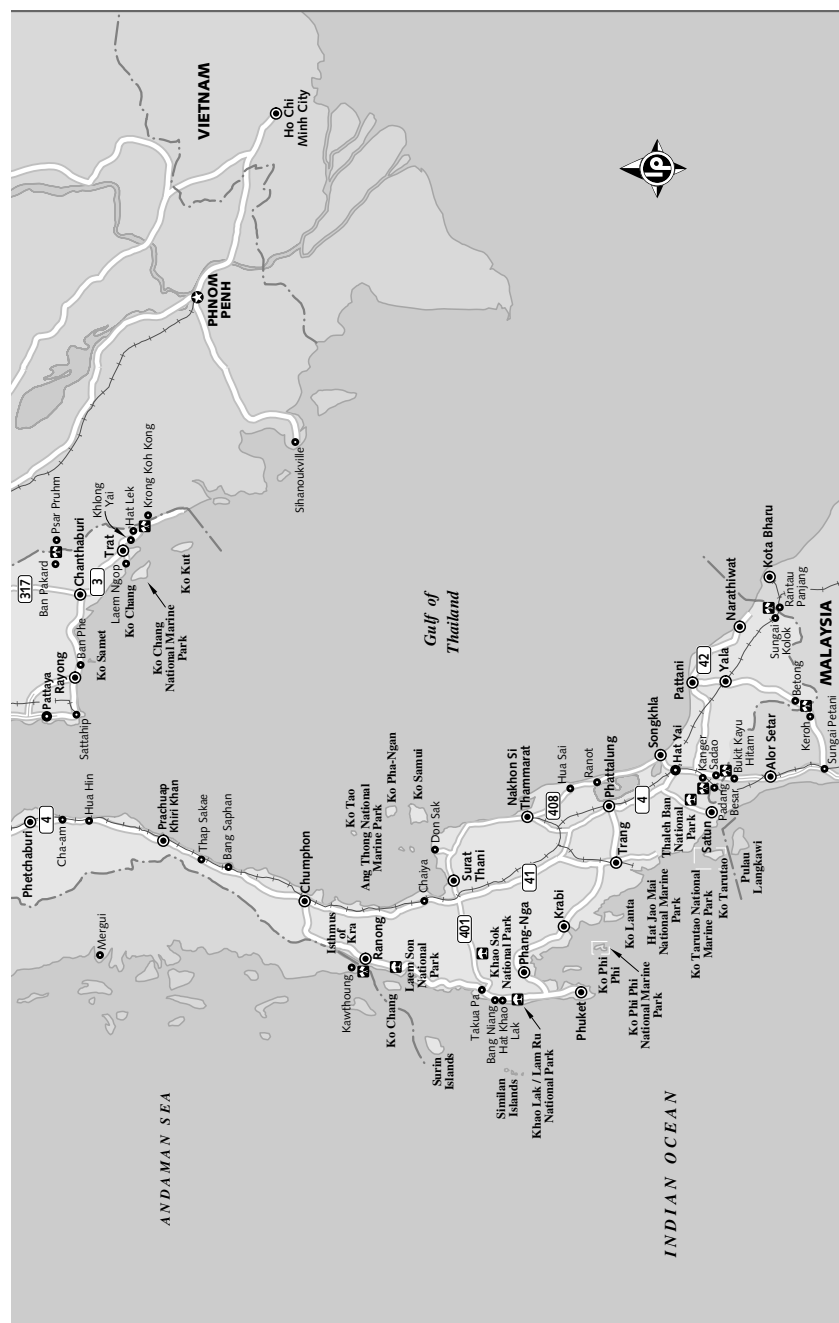 VIETNAM
Ho Chi
Minh City
PHNOM
PENH
Sihanoukville
lp
317
Ban Pakard
Psar Pruhm
Chanthaburi
3
Trat
Khlong
Yai
Hat Lek
Krong Koh Kong
Laem Ngop
Ko Chang
Ko Kut
Ko Chang
National Marine
Park
Pattaya
Rayong
Ban Phe
Ko Samet
Sattahip
Gulf of
Thailand
Phetchaburi
4
Cha-am
Hua Hin
Prachuap
Khiri Khan
Thap Sakae
Bang Saphan
Chumphon
Mergui
Isthmus
of
Kra
Ranong
Kawthoung
Laem Son
National
Park
Ko Chang
Ko Tao
Ang Thong National
Marine Park
Ko Pha-Ngan
Ko Samui
Don Sak
Chaiya
Surat
Thani
401
41
Nakhon Si
Thammarat
408
Hua Sai
Ranot
Phattalung
4
Songkhla
Hat Yai
Pattani
42
Yala
Narathiwat
Kota Bharu
Rantau
Panjang
Sungai
Kolok
MALAYSIA
Betong
Keroh
Sungai Petani
Alor Setar
Kanger
Sadao
Bukit Kayu
Hitam
Padang
Besar
Satun
Thaleh Ban
National
Park
Trang
Krabi
Phang-Nga
Khao Sok
National Park
Takua Pa
Bang Niang
Hat Khao
Lak
Khao Lak / Lam Ru
National Park
Similan
Islands
Surin
Islands
Phuket
Ko Phi
Phi
Ko Phi Phi
National Marine
Park
Ko Lanta
Hat Jao Mai
National Marine
Park
Ko Tarutao National
Marine Park
Ko Tarutao
Pulau
Langkawi
ANDAMAN SEA
INDIAN OCEAN